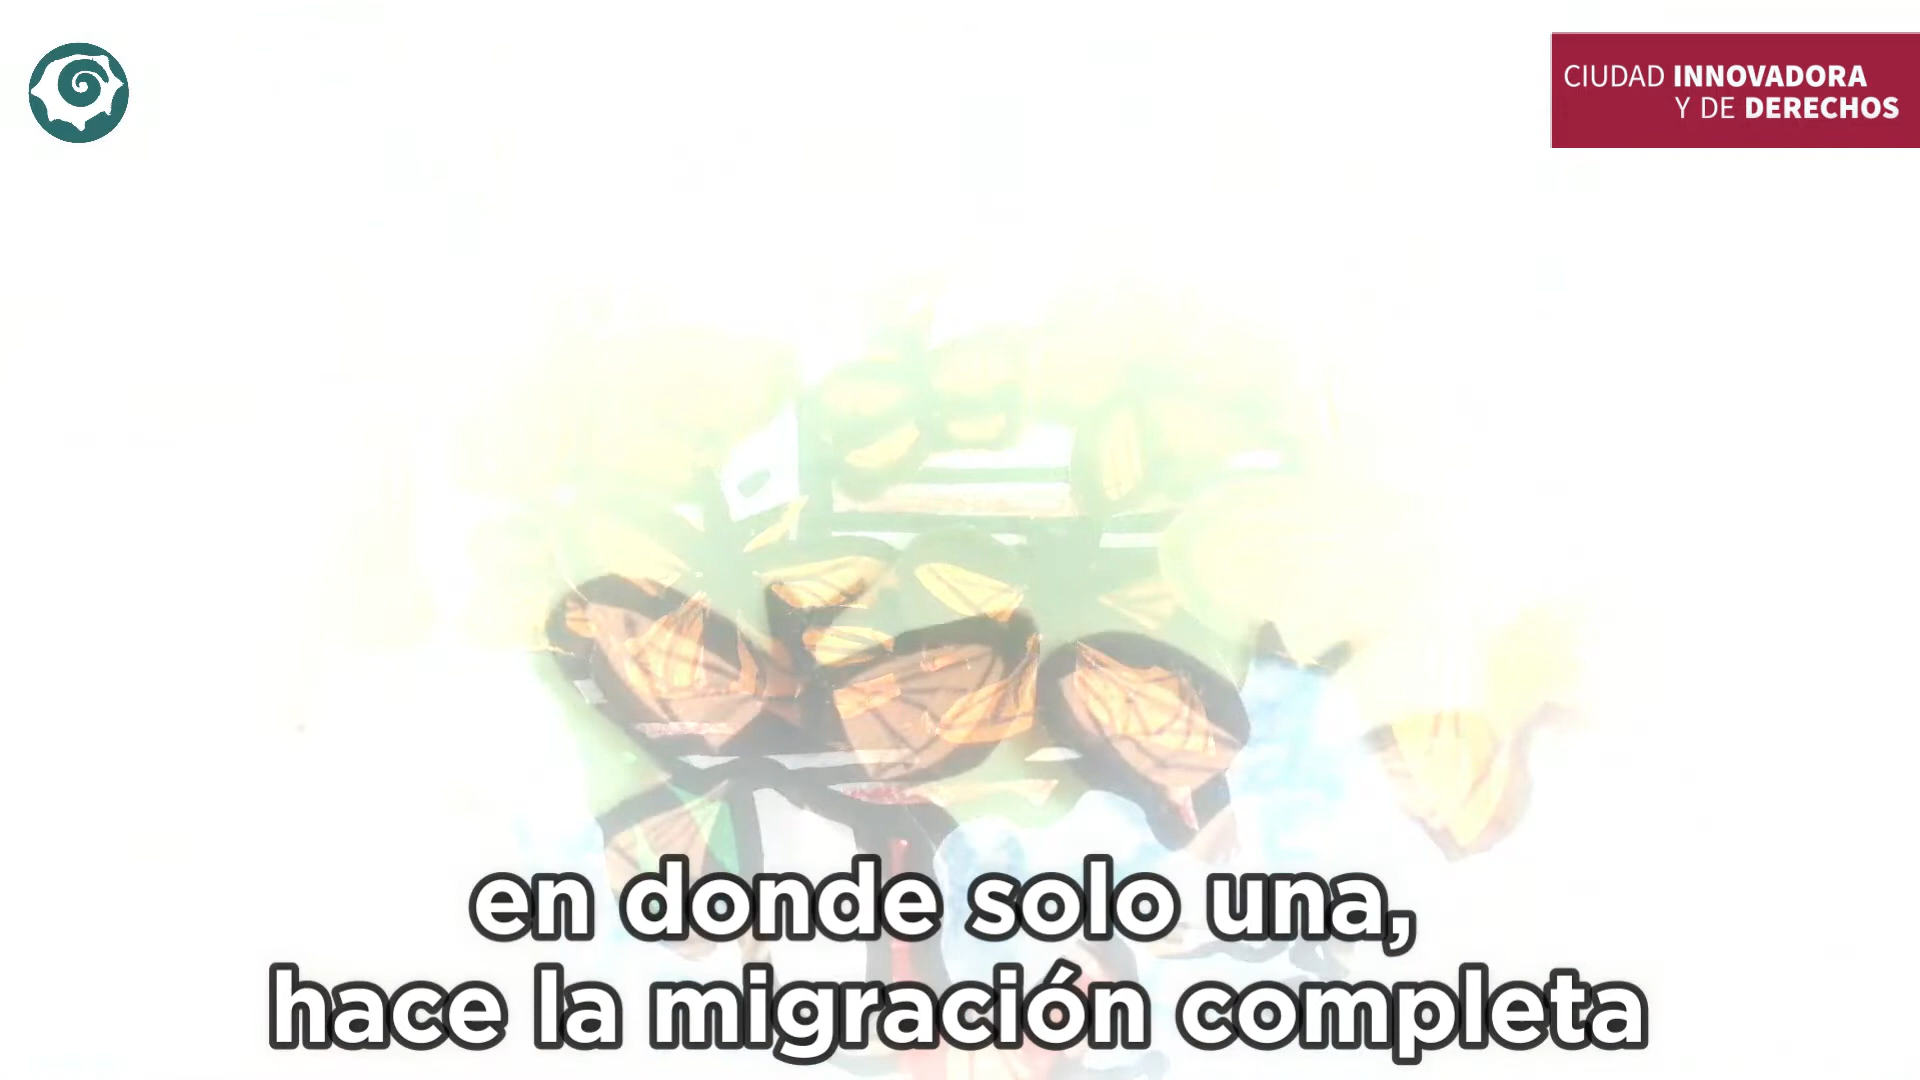 CIUDAD INNOVADORA
Y DE DERECHOS
en donde solo una,
hace la migración completa